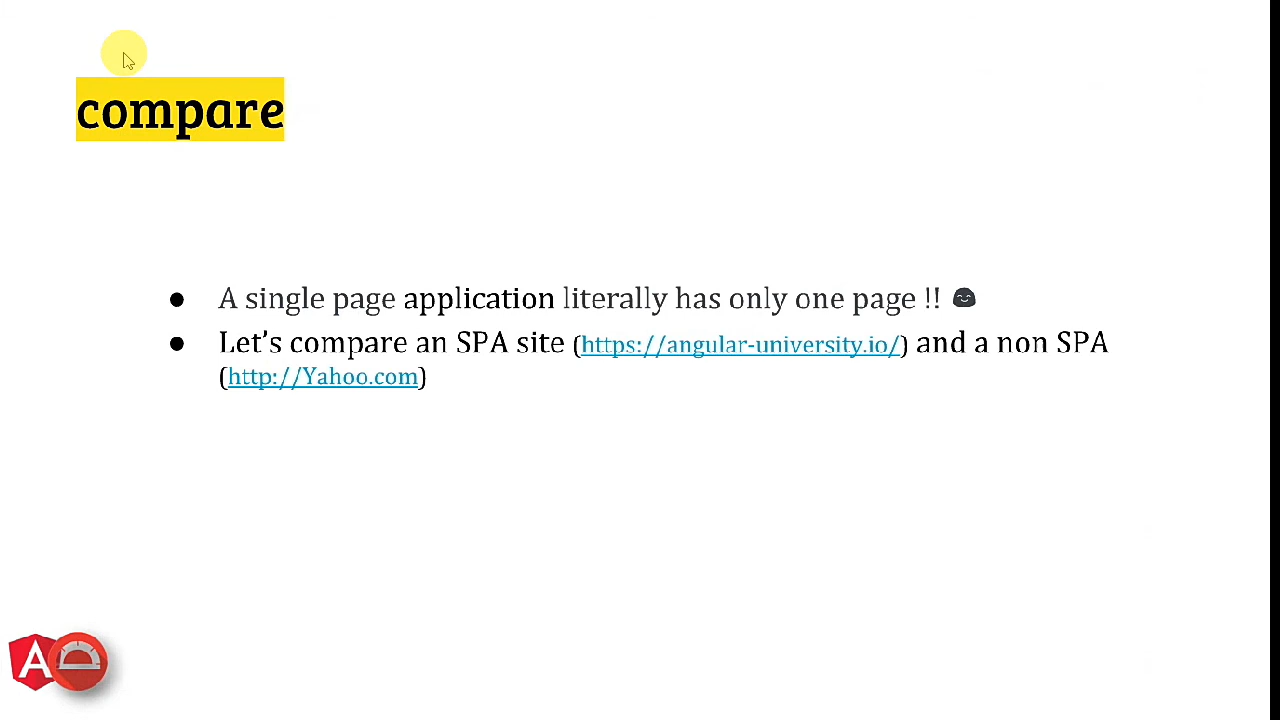 compare
● A single page application literally has only one page !!
● Let’s compare an SPA site (https://angular-university.io/) and a non SPA
(http://Yahoo.com)
A